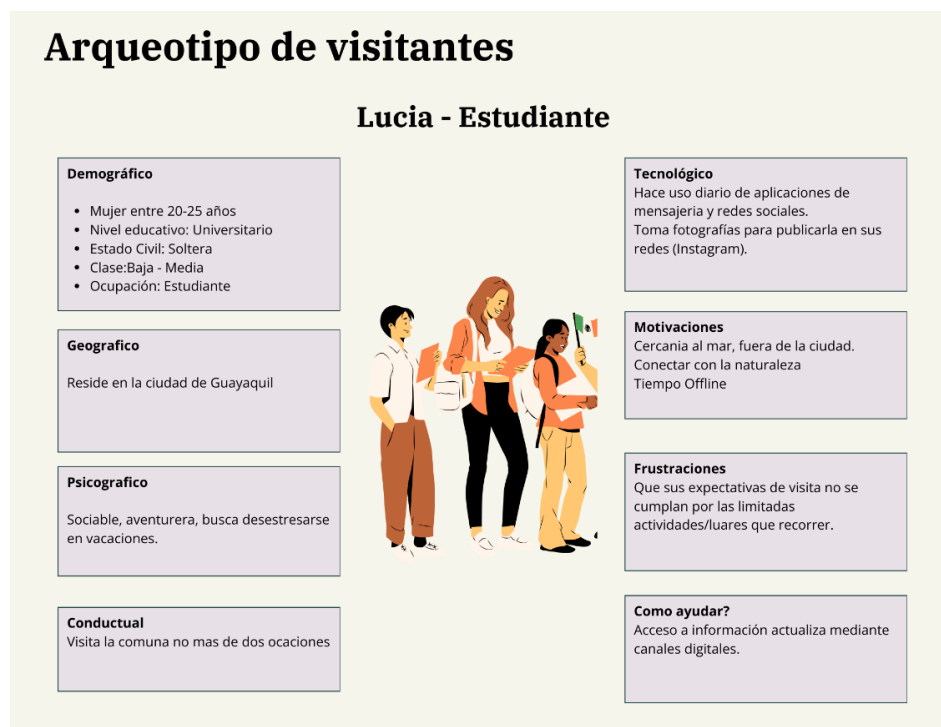 Arqueotipo de visitantes
Lucia - Estudiante
Demográfico
• Mujer entre 20-25 años
• Nivel educativo: Universitario
• Estado Civil: Soltera
• Clase:Baja - Media
• Ocupación: Estudiante
Geografico
Reside en la ciudad de Guayaquil
Psicografico
Sociable, aventurera, busca desestresarse
en vacaciones.
Conductual
Visita la comuna no mas de dos ocaciones
Tecnológico
Hace uso diario de aplicaciones de
mensajeria y redes sociales.
Toma fotografías para publicarla en sus
redes (Instagram).
Motivaciones
Cercania al mar, fuera de la ciudad.
Conectar con la naturaleza
Tiempo Offline
Frustraciones
Que sus expectativas de visita no se
cumplan por las limitadas
actividades/luares que recorrer.
Como ayudar?
Acceso a información actualiza mediante
canales digitales.